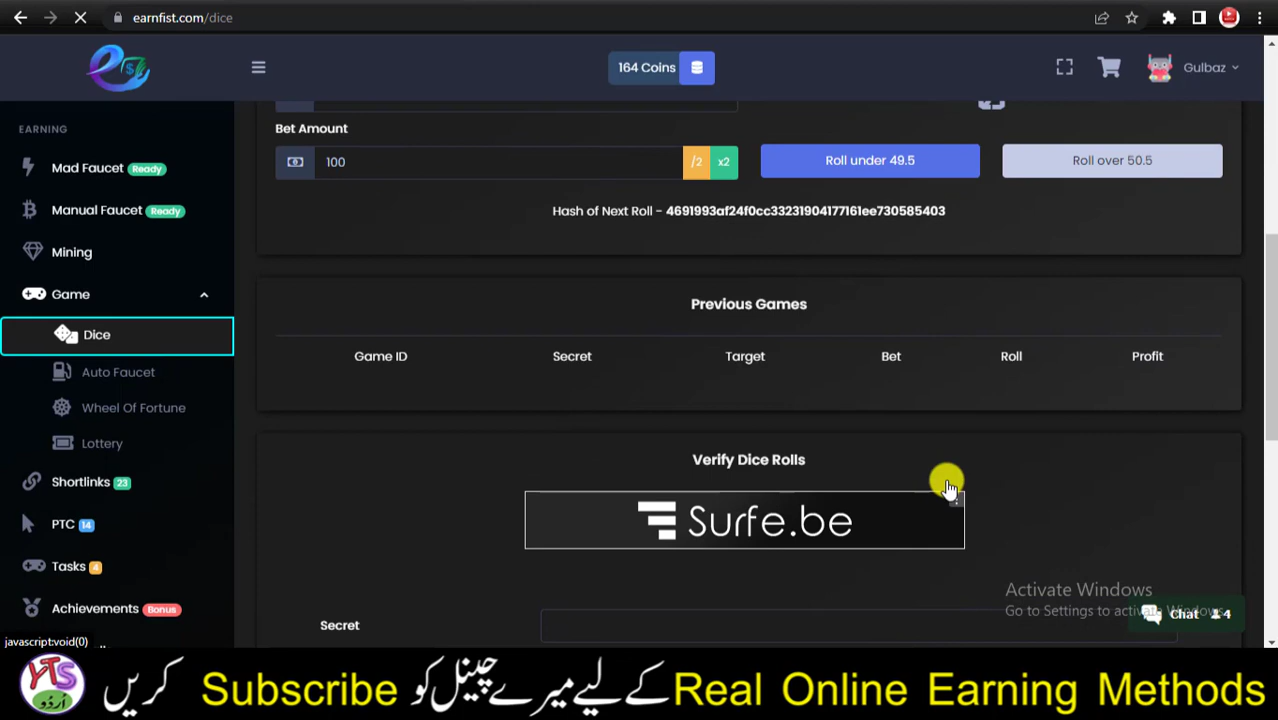 earnfist.com/dice
164 Coins
Gulbaz
EARNING
Mad Faucet Ready
Manual Faucet Ready
Mining
Game
Dice
Auto Faucet
Wheel Of Fortune
Lottery
Shortlinks 23
PTC 14
Tasks 4
Achievements Bonus
javascript:void(0)
Bet Amount
100
/2 x2
Roll under 49.5
Roll over 50.5
Hash of Next Roll - 4691993af24f0cc33231904177161ee730585403
Previous Games
Game ID Secret Target Bet Roll Profit
Verify Dice Rolls
Surfe.be
Secret
Activate Windows
Go to Settings to activate Windows.
Chat 4
YTS اردو
Real Online Earning Methods کے لیے میرے چینل کو Subscribe کریں